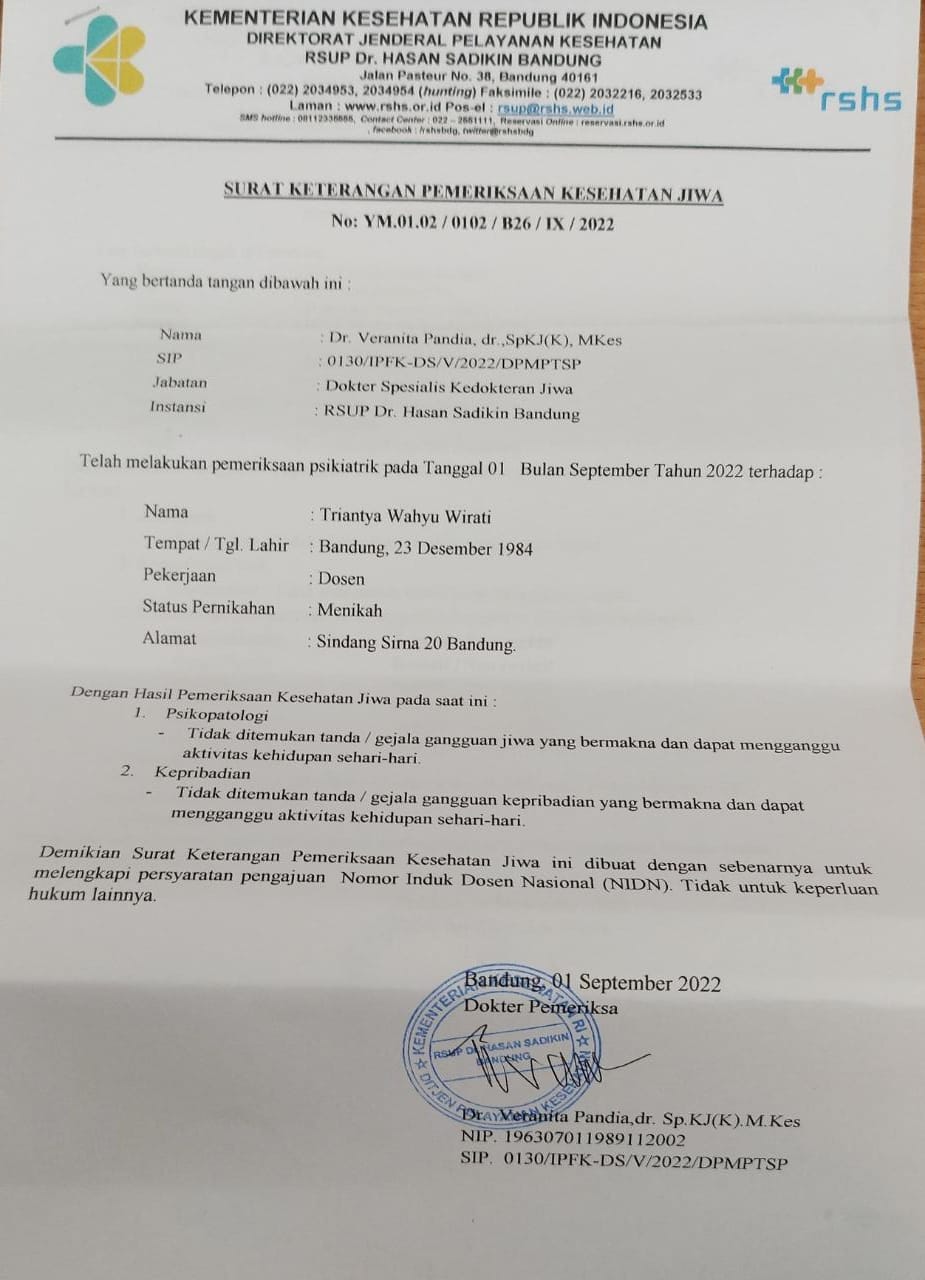 KEMENTERIAN KESEHATAN REPUBLIK INDONESIA
DIREKTORAT JENDERAL PELAYANAN KESEHATAN
RSUP Dr. HASAN SADIKIN BANDUNG
Jalan Pasteur No. 38, Bandung 40161
Telepon : (022) 2034953, 2034954 (hunting) Faksimile : (022) 2032216, 2032533
Laman : www.rshs.or.id Pos-el : rsup@rshs.web.id
SMS hotline : Contact Center : 022 – 2551111, Reservasi Online : reservasi.rshs.or.id
, facebook : /rshsbdg, twitter@rshsbdg
rshs
SURAT KETERANGAN PEMERIKSAAN KESEHATAN JIWA
No: YM.01.02 / 0102 / B26 / IX / 2022
Yang bertanda tangan dibawah ini :
Nama : Dr. Veranita Pandia, dr.,SpKJ(K), MKes
SIP : 0130/IPFK-DS/V/2022/DPMPTSP
Jabatan : Dokter Spesialis Kedokteran Jiwa
Instansi : RSUP Dr. Hasan Sadikin Bandung
Telah melakukan pemeriksaan psikiatrik pada Tanggal 01 Bulan September Tahun 2022 terhadap :
Nama : Triantya Wahyu Wirati
Tempat / Tgl. Lahir : Bandung, 23 Desember 1984
Pekerjaan : Dosen
Status Pernikahan : Menikah
Alamat : Sindang Sirna 20 Bandung.
Dengan Hasil Pemeriksaan Kesehatan Jiwa pada saat ini :
1. Psikopatologi
- Tidak ditemukan tanda / gejala gangguan jiwa yang bermakna dan dapat mengganggu
aktivitas kehidupan sehari-hari.
2. Kepribadian
- Tidak ditemukan tanda / gejala gangguan kepribadian yang bermakna dan dapat
mengganggu aktivitas kehidupan sehari-hari.
Demikian Surat Keterangan Pemeriksaan Kesehatan Jiwa ini dibuat dengan sebenarnya untuk
melengkapi persyaratan pengajuan Nomor Induk Dosen Nasional (NIDN). Tidak untuk keperluan
hukum lainnya.
Bandung, 01 September 2022
Dokter Pemeriksa
KEMENTERIAN KESEHATAN RI
RSUP Dr HASAN SADIKIN
BANDUNG
DITJEN PELAYANAN KESEHATAN
Dr. Veranita Pandia,dr. Sp.KJ(K).M.Kes
NIP. 196307011989112002
SIP. 0130/IPFK-DS/V/2022/DPMPTSP